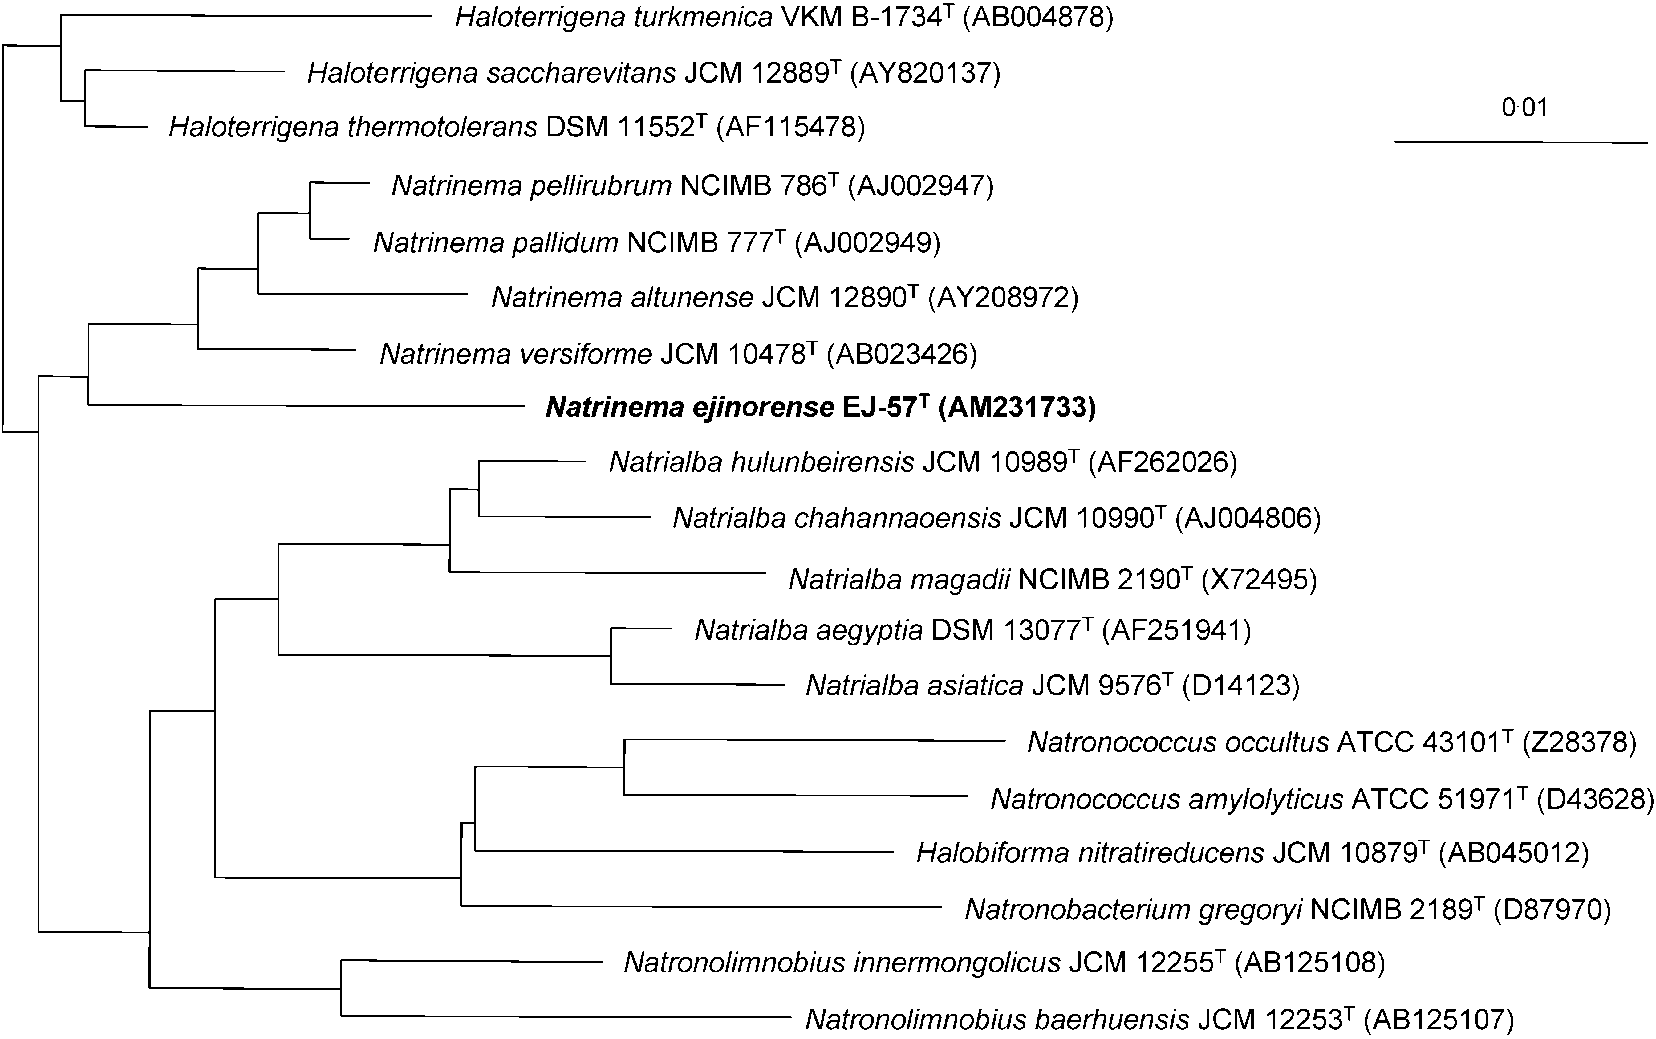 Haloterrigena turkmenica VKM B-1734T (AB004878)
Haloterrigena saccharevitans JCM 12889T (AY820137)
0·01
Haloterrigena thermotolerans DSM 11552T (AF115478)
Natrinema pellirubrum NCIMB 786T (AJ002947)
Natrinema pallidum NCIMB 777T (AJ002949)
Natrinema altunense JCM 12890T (AY208972)
Natrinema versiforme JCM 10478T (AB023426)
Natrinema ejinorense EJ-57T (AM231733)
Natrialba hulunbeirensis JCM 10989T (AF262026)
Natrialba chahannaoensis JCM 10990T (AJ004806)
Natrialba magadii NCIMB 2190T (X72495)
Natrialba aegyptia DSM 13077T (AF251941)
Natrialba asiatica JCM 9576T (D14123)
Natronococcus occultus ATCC 43101T (Z28378)
Natronococcus amylolyticus ATCC 51971T (D43628)
Halobiforma nitratireducens JCM 10879T (AB045012)
Natronobacterium gregoryi NCIMB 2189T (D87970)
Natronolimnobius innermongolicus JCM 12255T (AB125108)
Natronolimnobius baerhuensis JCM 12253T (AB125107)